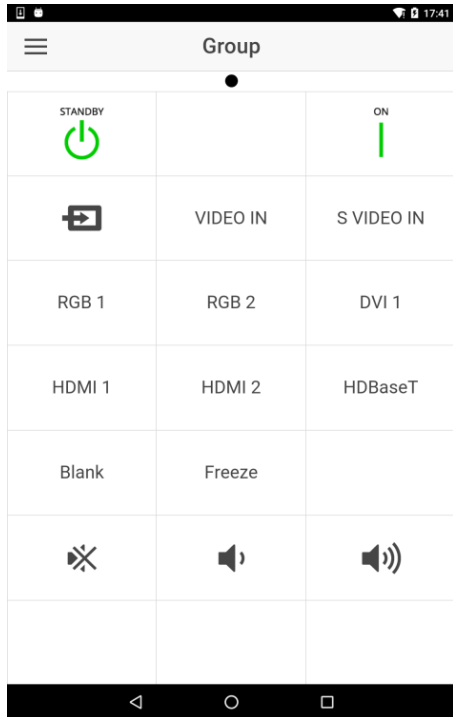 17:41
Group
STANDBY
ON
VIDEO IN
S VIDEO IN
RGB 1
RGB 2
DVI 1
HDMI 1
HDMI 2
HDBaseT
Blank
Freeze